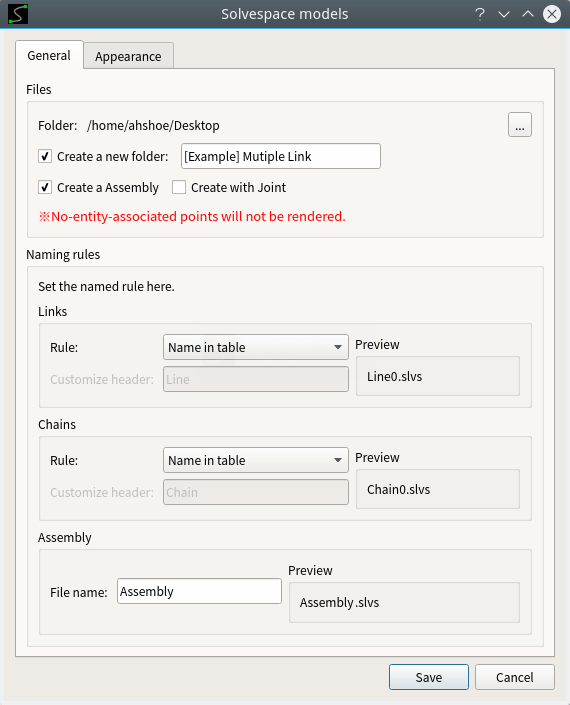 Solvespace models
General
Appearance
Files
Folder: /home/ahshoe/Desktop
...
Create a new folder: [Example] Mutiple Link
Create a Assembly
Create with Joint
※No-entity-associated points will not be rendered.
Naming rules
Set the named rule here.
Links
Rule: Name in table
Preview
Customize header: Line
Line0.slvs
Chains
Rule: Name in table
Preview
Customize header: Chain
Chain0.slvs
Assembly
Preview
File name: Assembly
Assembly.slvs
Save
Cancel